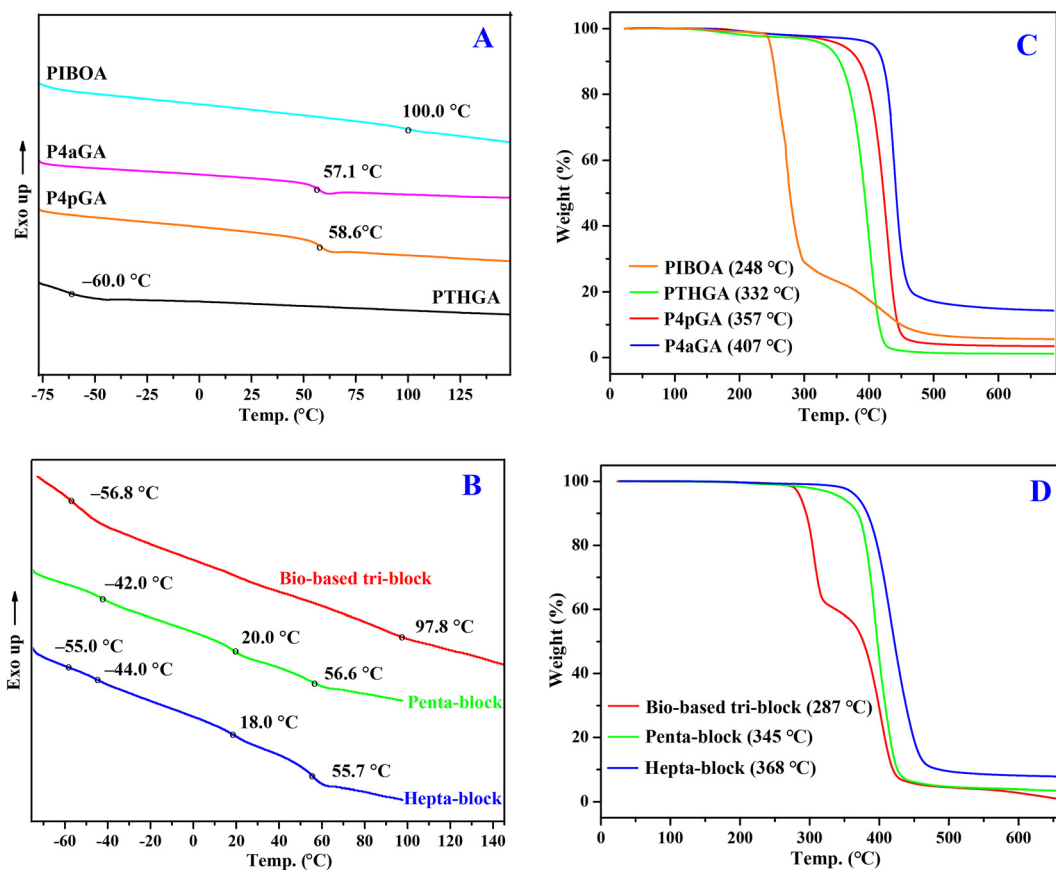 A
PIBOA
100.0 °C
P4aGA
57.1 °C
P4pGA
58.6°C
–60.0 °C
PTHGA
Exo up →
-75 -50 -25 0 25 50 75 100 125
Temp. (°C)
C
100
80
60
40
20
0
Weight (%)
PIBOA (248 °C)
PTHGA (332 °C)
P4pGA (357 °C)
P4aGA (407 °C)
0 100 200 300 400 500 600
Temp. (°C)
B
–56.8 °C
Bio-based tri-block
–42.0 °C
97.8 °C
20.0 °C
–55.0 °C
56.6 °C
–44.0 °C
Penta-block
18.0 °C
55.7 °C
Hepta-block
Exo up →
-60 -40 -20 0 20 40 60 80 100 120 140
Temp. (°C)
D
100
80
60
40
20
0
Weight (%)
Bio-based tri-block (287 °C)
Penta-block (345 °C)
Hepta-block (368 °C)
0 100 200 300 400 500 600
Temp. (°C)